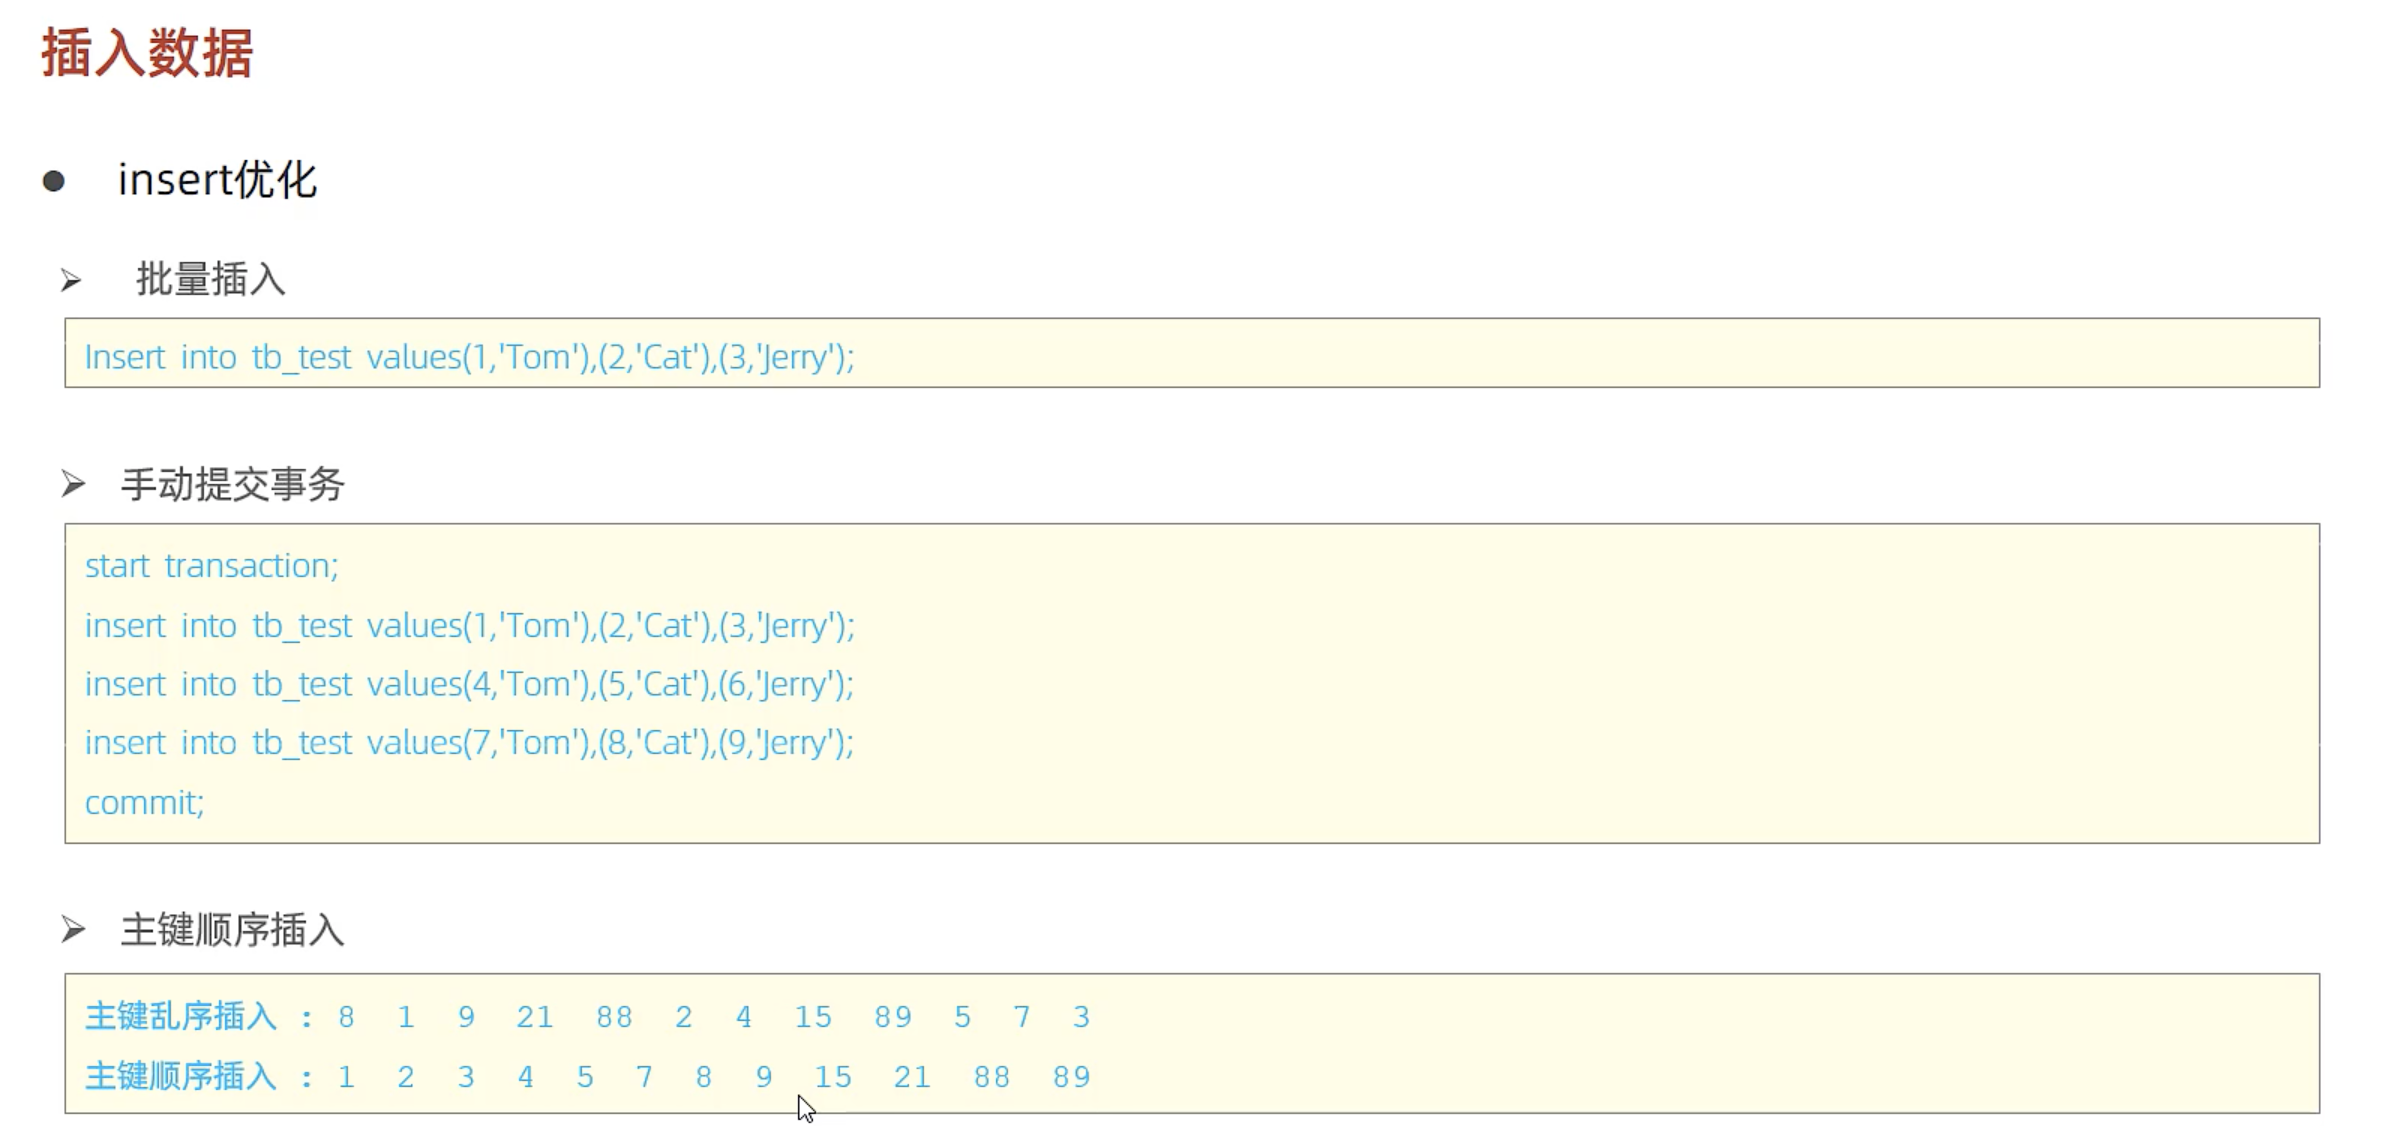 插入数据
● insert优化
➢ 批量插入
Insert into tb_test values(1,'Tom'),(2,'Cat'),(3,'Jerry');
➢ 手动提交事务
start transaction;
insert into tb_test values(1,'Tom'),(2,'Cat'),(3,'Jerry');
insert into tb_test values(4,'Tom'),(5,'Cat'),(6,'Jerry');
insert into tb_test values(7,'Tom'),(8,'Cat'),(9,'Jerry');
commit;
➢ 主键顺序插入
主键乱序插入 : 8 1 9 21 88 2 4 15 89 5 7 3
主键顺序插入 : 1 2 3 4 5 7 8 9 15 21 88 89